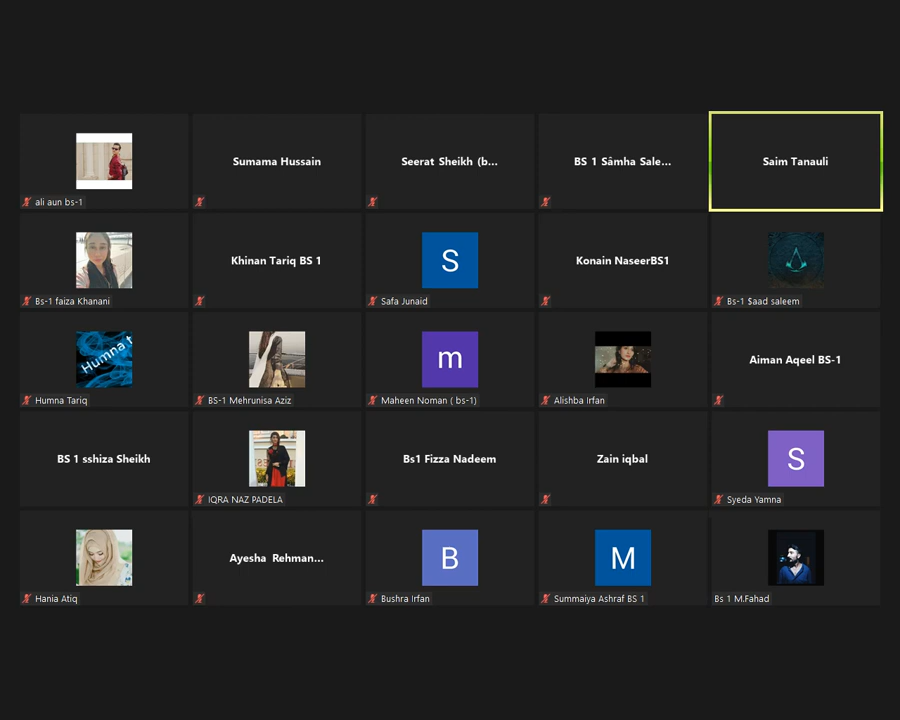 ali aun bs-1
Sumama Hussain
Seerat Sheikh (b...
BS 1 Sâmha Sale...
Saim Tanauli
Bs-1 faiza Khanani
Khinan Tariq BS 1
S
Safa Junaid
Konain NaseerBS1
Bs-1 $aad saleem
Humna t
Humna Tariq
BS-1 Mehrunisa Aziz
m
Maheen Noman ( bs-1)
Alishba Irfan
Aiman Aqeel BS-1
BS 1 sshiza Sheikh
IQRA NAZ PADELA
Bs1 Fizza Nadeem
Zain iqbal
S
Syeda Yamna
Hania Atiq
Ayesha Rehman...
B
Bushra Irfan
M
Summaiya Ashraf BS 1
Bs 1 M.Fahad